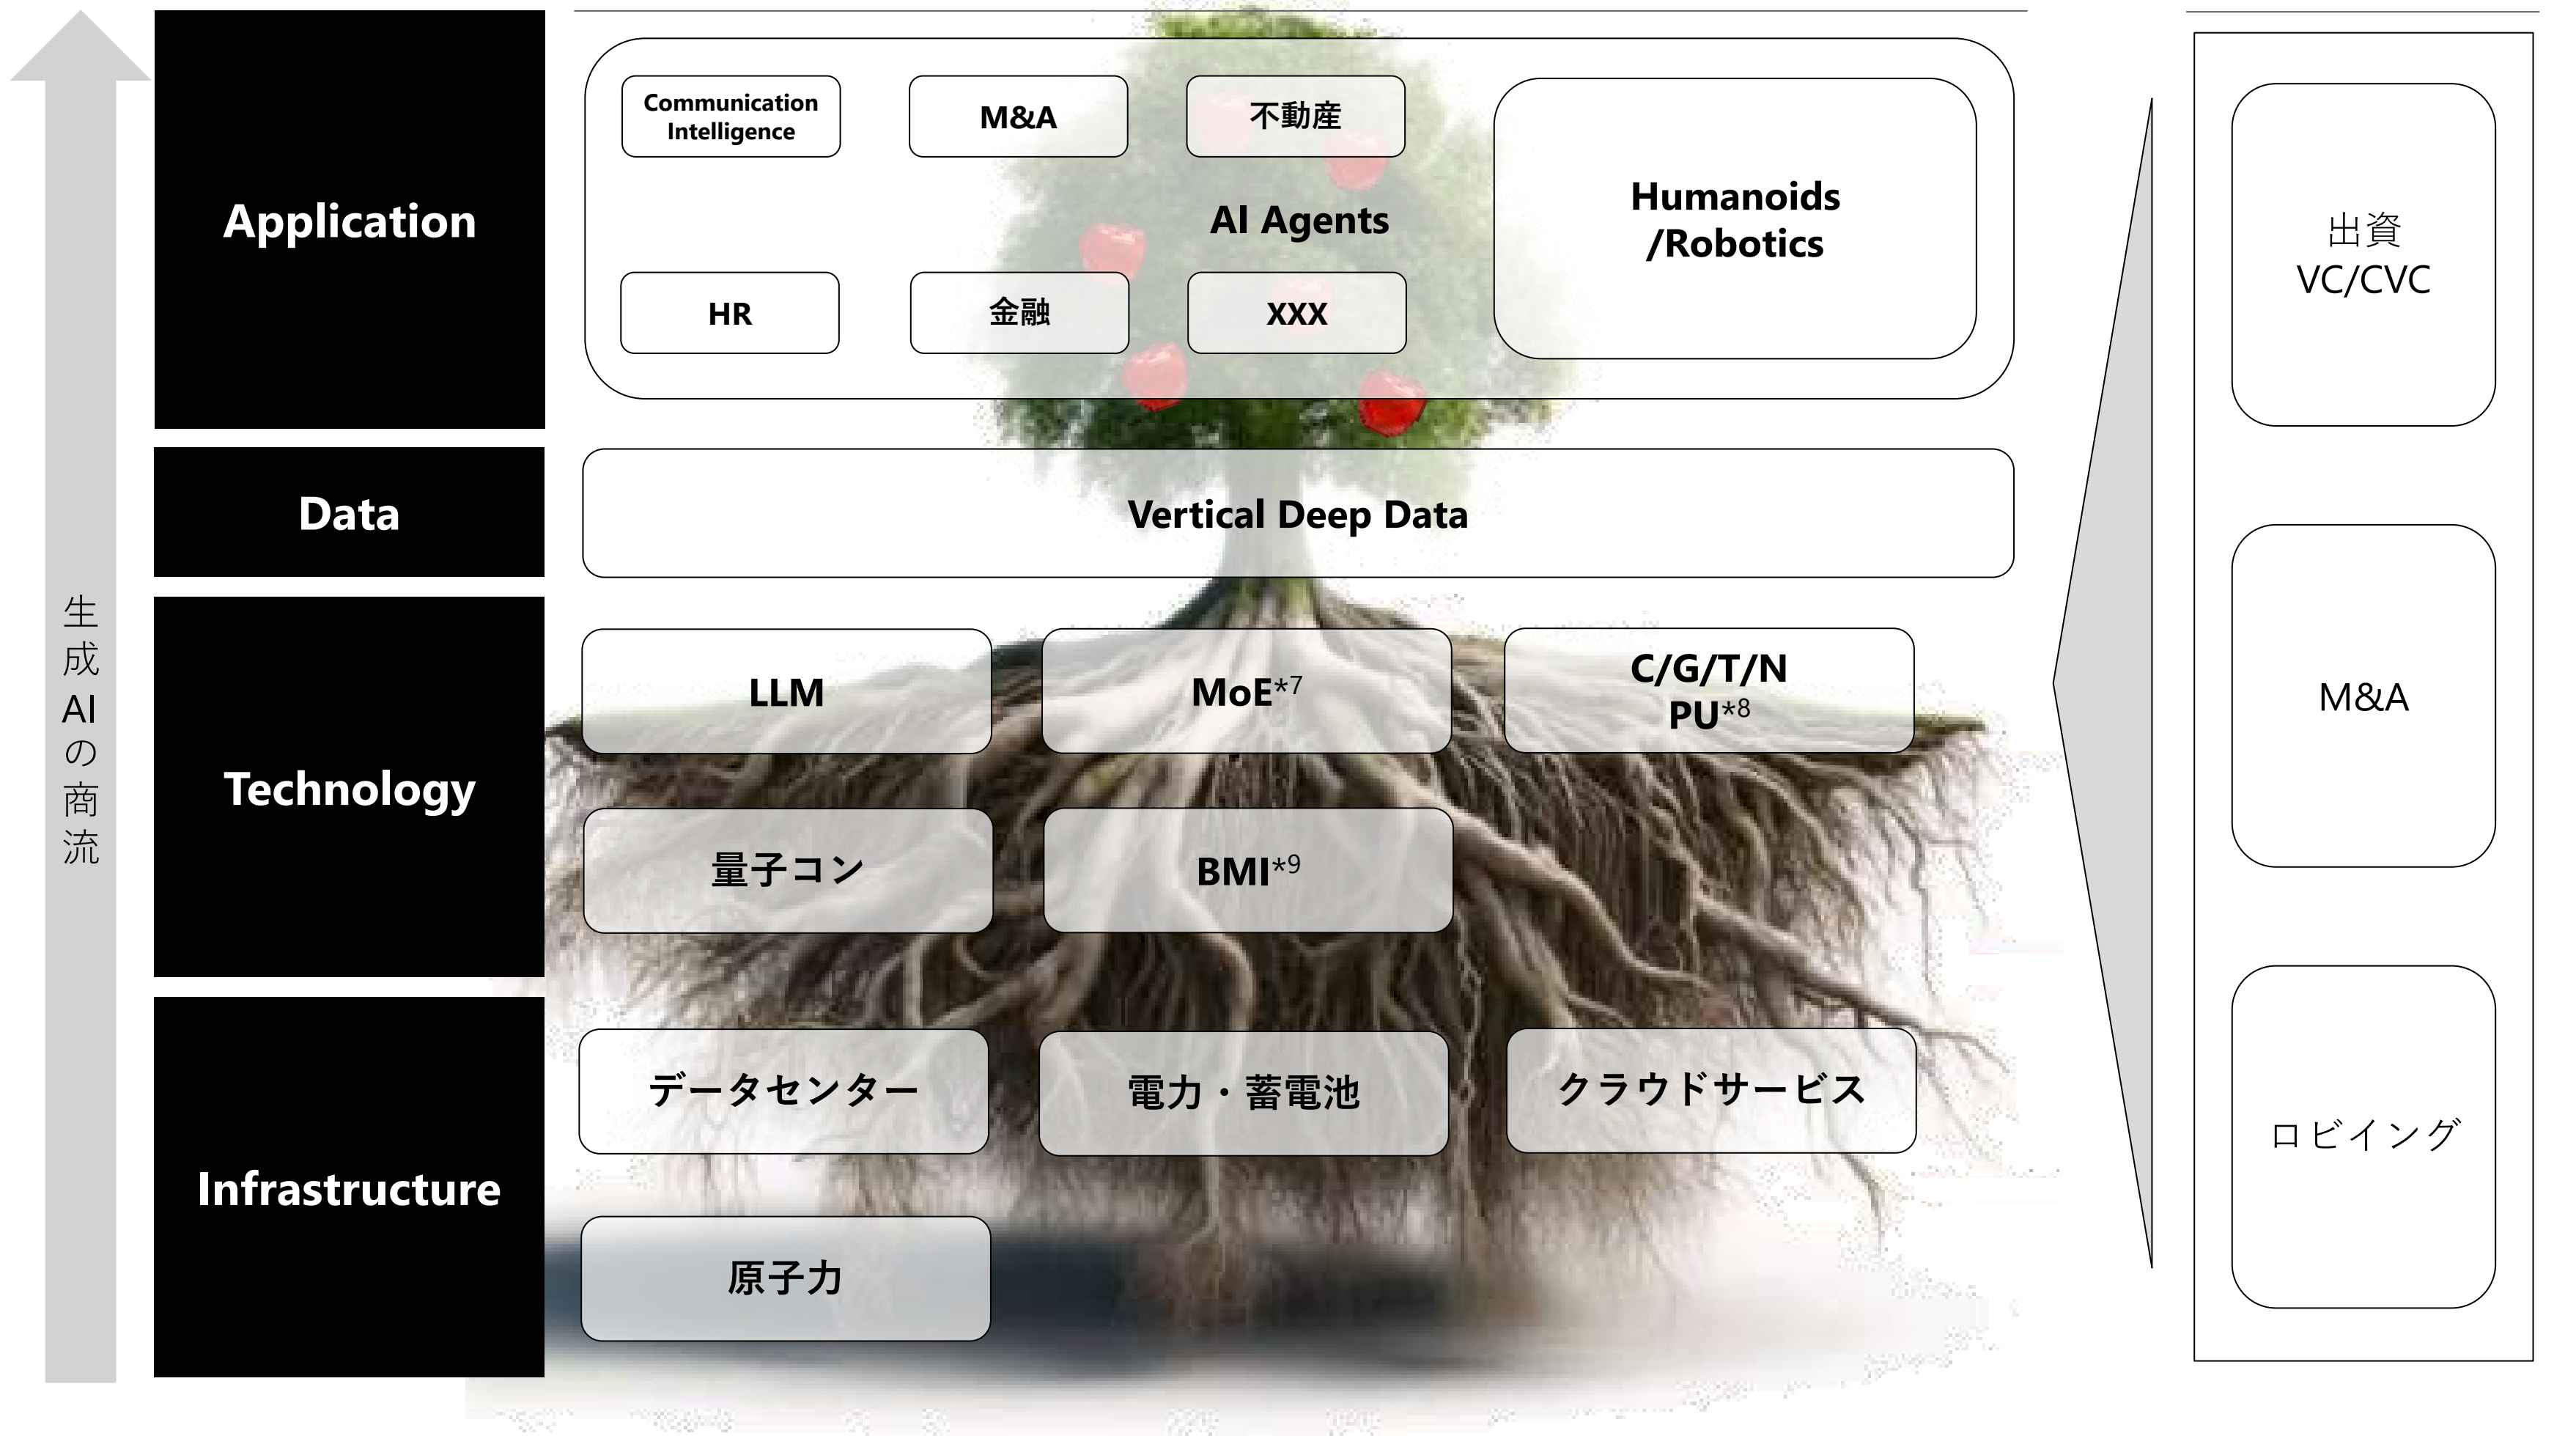 生成AIの商流
Application
Communication
Intelligence
M&A
不動産
AI Agents
HR
金融
XXX
Humanoids
/Robotics
Data
Vertical Deep Data
Technology
LLM
MoE*7
C/G/T/N
PU*8
量子コン
BMI*9
Infrastructure
データセンター
電力・蓄電池
クラウドサービス
原子力
出資
VC/CVC
M&A
ロビイング